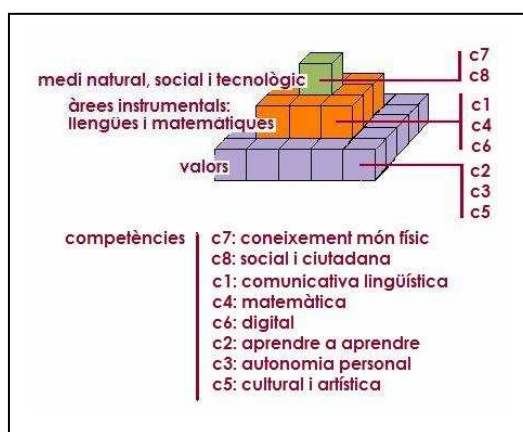 c7
medi natural, social i tecnològic
c8
àrees instrumentals:
c1
llengües i matemàtiques
c4
c6
valors
c2
c3
c5
competències
c7: coneixement món físic
c8: social i ciutadana
c1: comunicativa lingüística
c4: matemàtica
c6: digital
c2: aprendre a aprendre
c3: autonomia personal
c5: cultural i artística